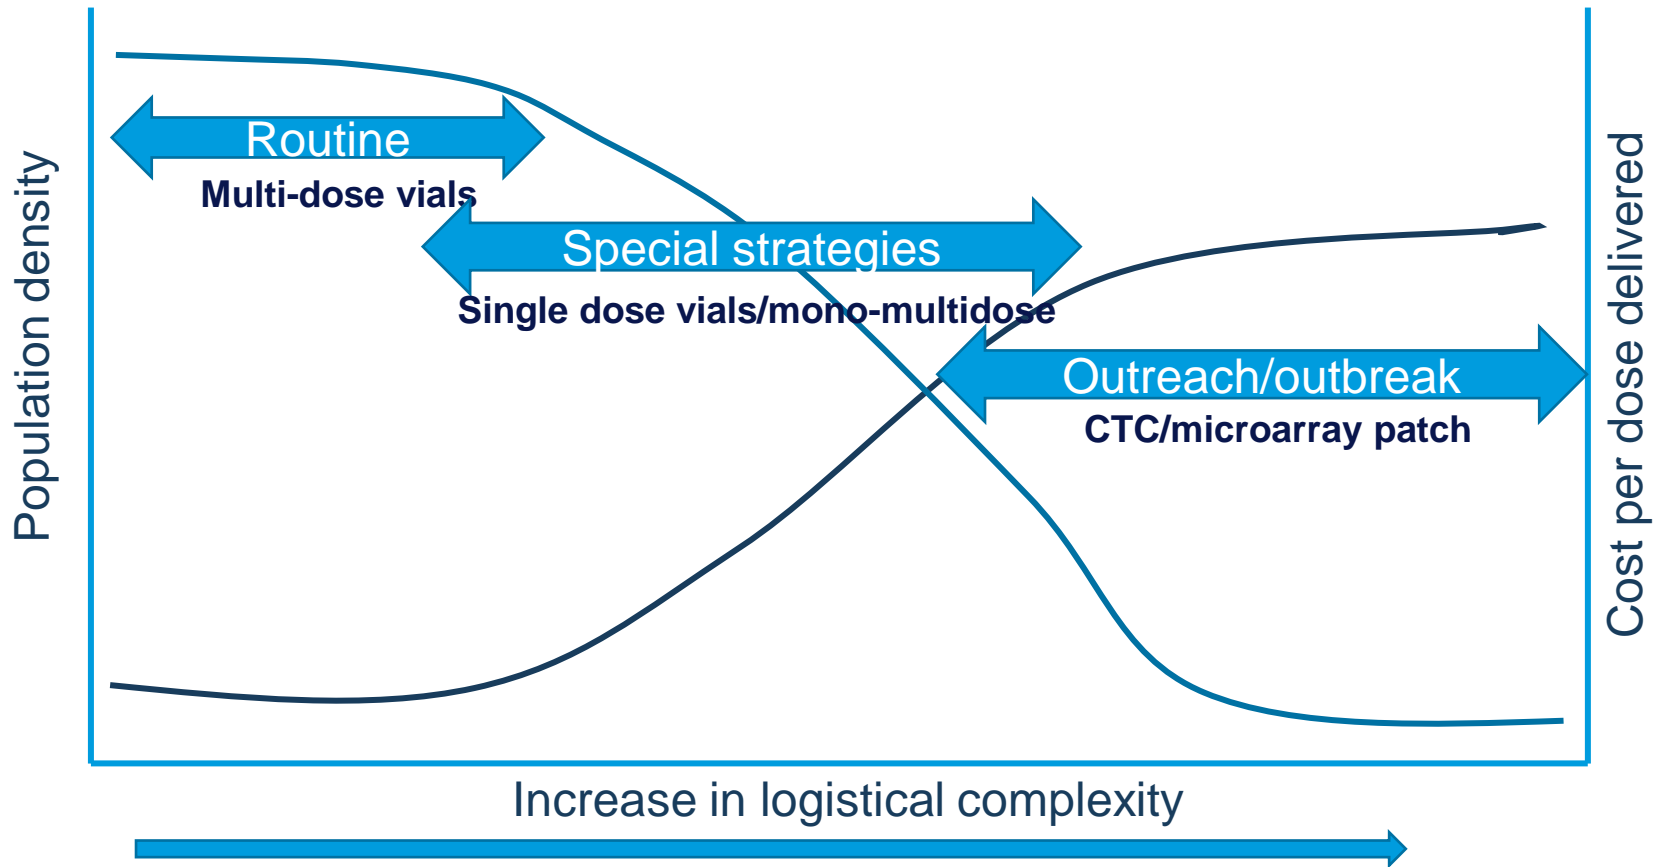 Population density
Routine
Multi-dose vials
Special strategies
Single dose vials/mono-multidose
Outreach/outbreak
CTC/microarray patch
Cost per dose delivered
Increase in logistical complexity